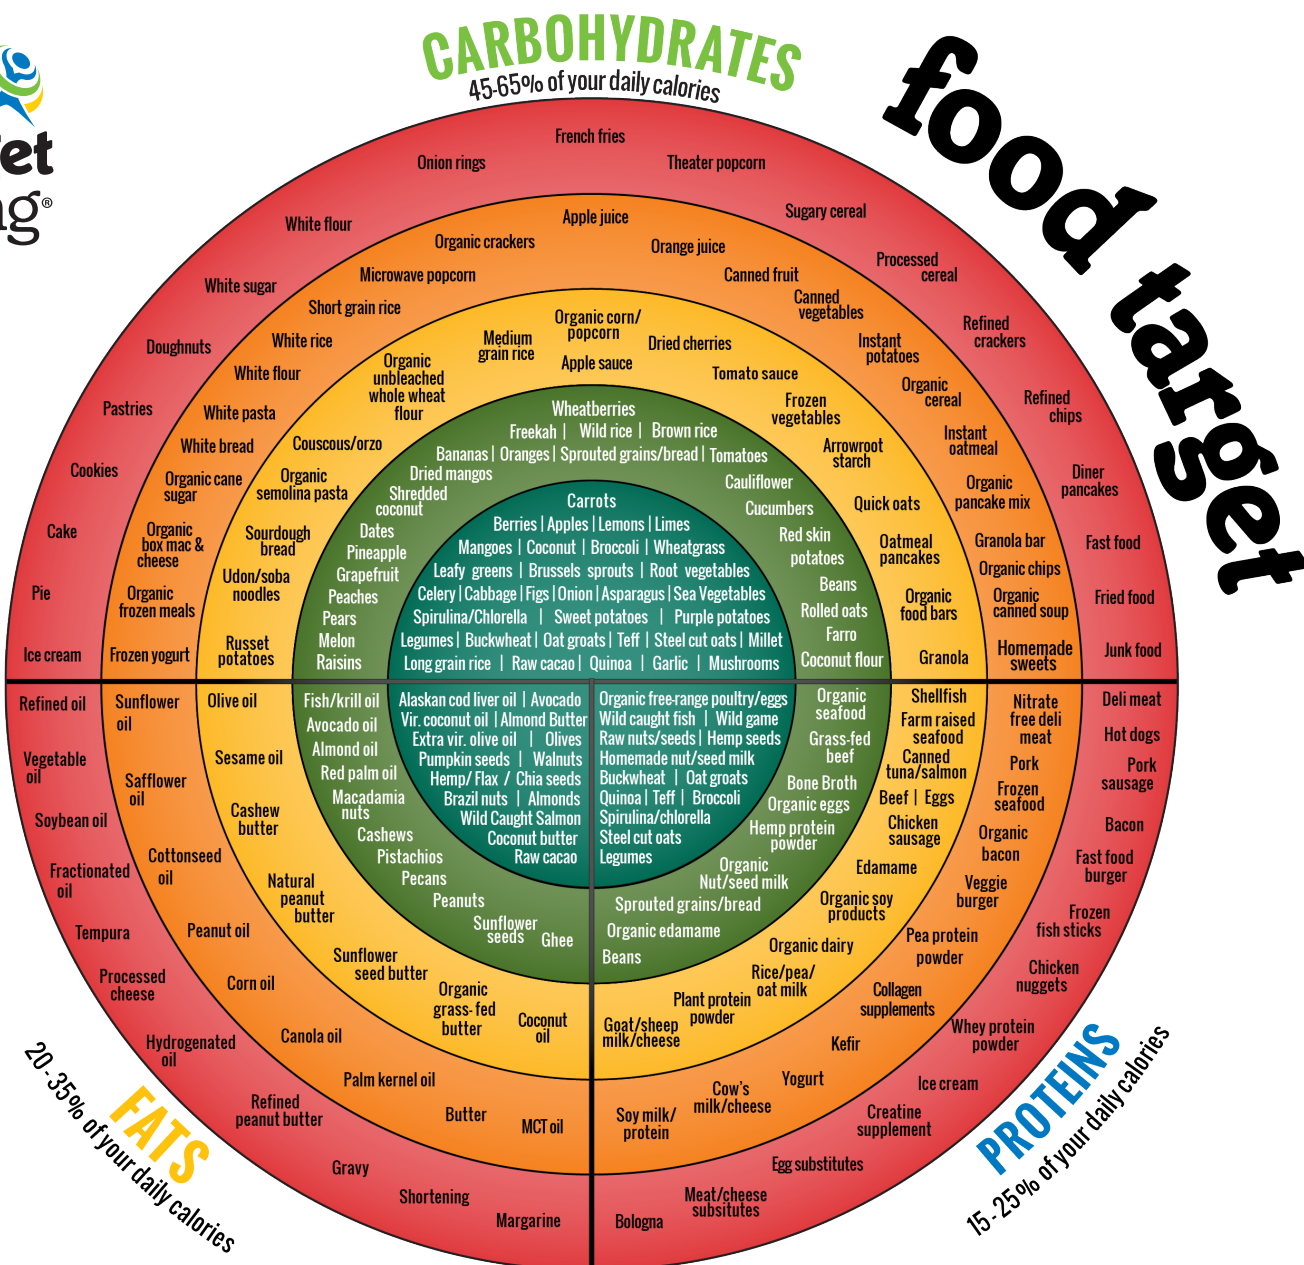 CARBOHYDRATES
45-65% of your daily calories
food target
et
g®
French fries
Onion rings
Theater popcorn
White flour
Sugary cereal
White sugar
Processed
cereal
Doughnuts
Refined
crackers
Pastries
Refined
chips
Cookies
Diner
pancakes
Cake
Fast food
Pie
Fried food
Ice cream
Junk food
Apple juice
Organic crackers
Orange juice
Microwave popcorn
Canned fruit
Short grain rice
Canned
vegetables
White rice
Instant
potatoes
White flour
Organic
cereal
White pasta
White bread
Instant
oatmeal
Organic cane
sugar
Organic
pancake mix
Organic
box mac &
cheese
Granola bar
Organic chips
Organic
frozen meals
Organic
canned soup
Frozen yogurt
Homemade
sweets
Organic corn/
popcorn
Medium
grain rice
Dried cherries
Apple sauce
Organic
unbleached
whole wheat
flour
Tomato sauce
Frozen
vegetables
Couscous/orzo
Arrowroot
starch
Organic
semolina pasta
Quick oats
Sourdough
bread
Oatmeal
pancakes
Udon/soba
noodles
Organic
food bars
Russet
potatoes
Granola
Wheatberries
Freekah | Wild rice | Brown rice
Bananas | Oranges | Sprouted grains/bread | Tomatoes
Dried mangos
Cauliflower
Shredded
coconut
Cucumbers
Dates
Red skin
potatoes
Pineapple
Grapefruit
Beans
Peaches
Rolled oats
Pears
Farro
Melon
Coconut flour
Raisins
Carrots
Berries | Apples | Lemons | Limes
Mangoes | Coconut | Broccoli | Wheatgrass
Leafy greens | Brussels sprouts | Root vegetables
Celery | Cabbage | Figs | Onion | Asparagus | Sea Vegetables
Spirulina/Chlorella | Sweet potatoes | Purple potatoes
Legumes | Buckwheat | Oat groats | Teff | Steel cut oats | Millet
Long grain rice | Raw cacao | Quinoa | Garlic | Mushrooms
Alaskan cod liver oil | Avocado
Vir. coconut oil | Almond Butter
Extra vir. olive oil | Olives
Pumpkin seeds | Walnuts
Hemp/ Flax / Chia seeds
Brazil nuts | Almonds
Wild Caught Salmon
Coconut butter
Raw cacao
Fish/krill oil
Avocado oil
Almond oil
Red palm oil
Macadamia
nuts
Cashews
Pistachios
Pecans
Peanuts
Sunflower
seeds
Ghee
Olive oil
Sesame oil
Cashew
butter
Natural
peanut
butter
Sunflower
seed butter
Organic
grass- fed
butter
Coconut
oil
Sunflower
oil
Safflower
oil
Cottonseed
oil
Peanut oil
Corn oil
Canola oil
Palm kernel oil
Butter
MCT oil
Refined oil
Vegetable
oil
Soybean oil
Fractionated
oil
Tempura
Processed
cheese
Hydrogenated
oil
Refined
peanut butter
Gravy
Shortening
Margarine
FATS
20-35% of your daily calories
Organic free-range poultry/eggs
Wild caught fish | Wild game
Raw nuts/seeds | Hemp seeds
Homemade nut/seed milk
Buckwheat | Oat groats
Quinoa | Teff | Broccoli
Spirulina/chlorella
Steel cut oats
Legumes
Organic
seafood
Grass-fed
beef
Bone Broth
Organic eggs
Hemp protein
powder
Organic
Nut/seed milk
Sprouted grains/bread
Organic edamame
Beans
Shellfish
Farm raised
seafood
Canned
tuna/salmon
Beef | Eggs
Chicken
sausage
Edamame
Organic soy
products
Organic dairy
Rice/pea/
oat milk
Plant protein
powder
Goat/sheep
milk/cheese
Nitrate
free deli
meat
Pork
Frozen
seafood
Organic
bacon
Veggie
burger
Pea protein
powder
Collagen
supplements
Kefir
Yogurt
Cow's
milk/cheese
Soy milk/
protein
Deli meat
Hot dogs
Pork
sausage
Bacon
Fast food
burger
Frozen
fish sticks
Chicken
nuggets
Whey protein
powder
Ice cream
Creatine
supplement
Egg substitutes
Meat/cheese
subsitutes
Bologna
PROTEINS
15-25% of your daily calories